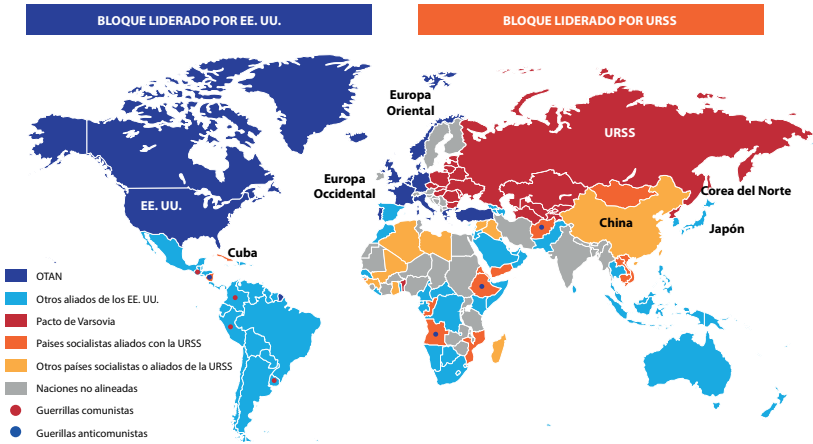 BLOQUE LIDERADO POR EE. UU.
BLOQUE LIDERADO POR URSS
Europa
Oriental
URSS
Europa
Occidental
EE. UU.
Corea del Norte
China
Japón
Cuba
OTAN
Otros aliados de los EE. UU.
Pacto de Varsovia
Paises socialistas aliados con la URSS
Otros países socialistas o aliados de la URSS
Naciones no alineadas
Guerrillas comunistas
Guerillas anticomunistas